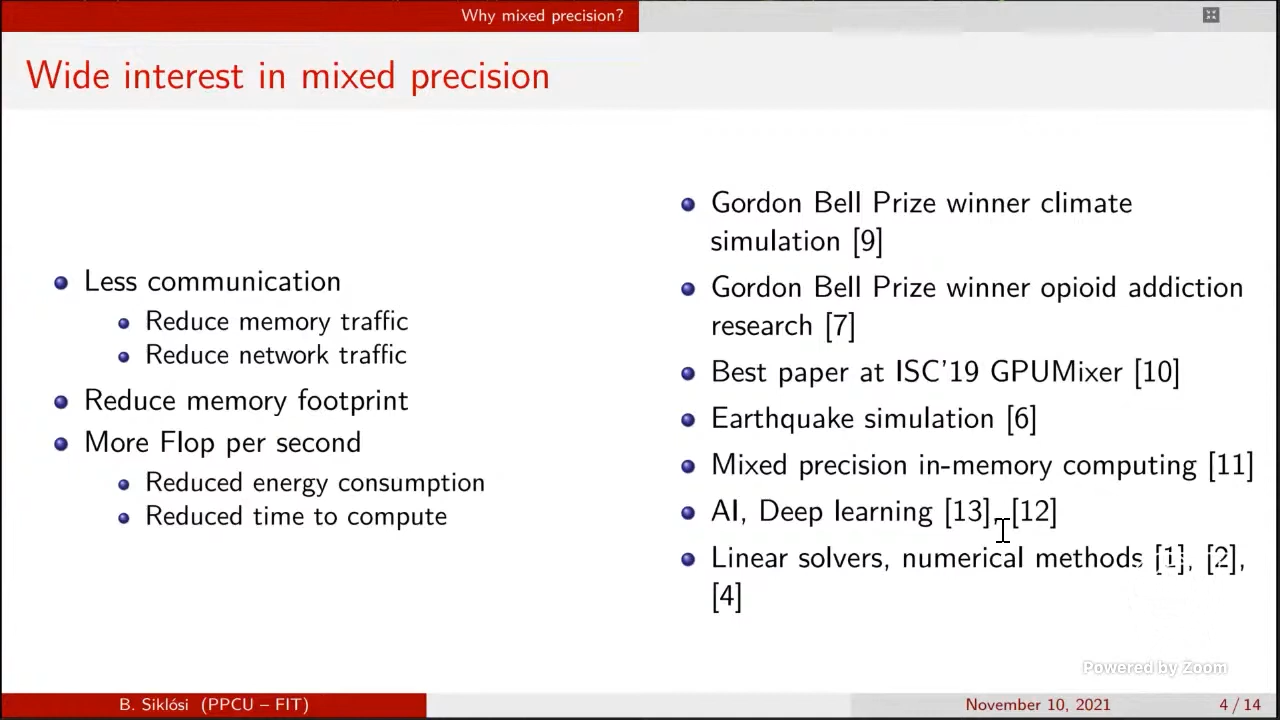 Why mixed precision?
Wide interest in mixed precision
Less communication
Reduce memory traffic
Reduce network traffic
Reduce memory footprint
More Flop per second
Reduced energy consumption
Reduced time to compute
Gordon Bell Prize winner climate
simulation [9]
Gordon Bell Prize winner opioid addiction
research [7]
Best paper at ISC'19 GPUMixer [10]
Earthquake simulation [6]
Mixed precision in-memory computing [11]
AI, Deep learning [13], [12]
Linear solvers, numerical methods [1], [2],
[4]
Powered by Zoom
B. Siklósi (PPCU – FIT)
November 10, 2021
4 / 14